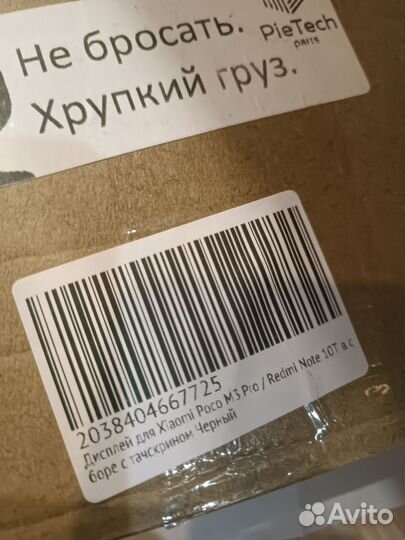 Не бросать.
Хрупкий груз.
PieTech
parts
2038404667725
Дисплей для Xiaomi Poco M3 Pro / Redmi Note 10T в с
боре с тачскрином Черный
Avito